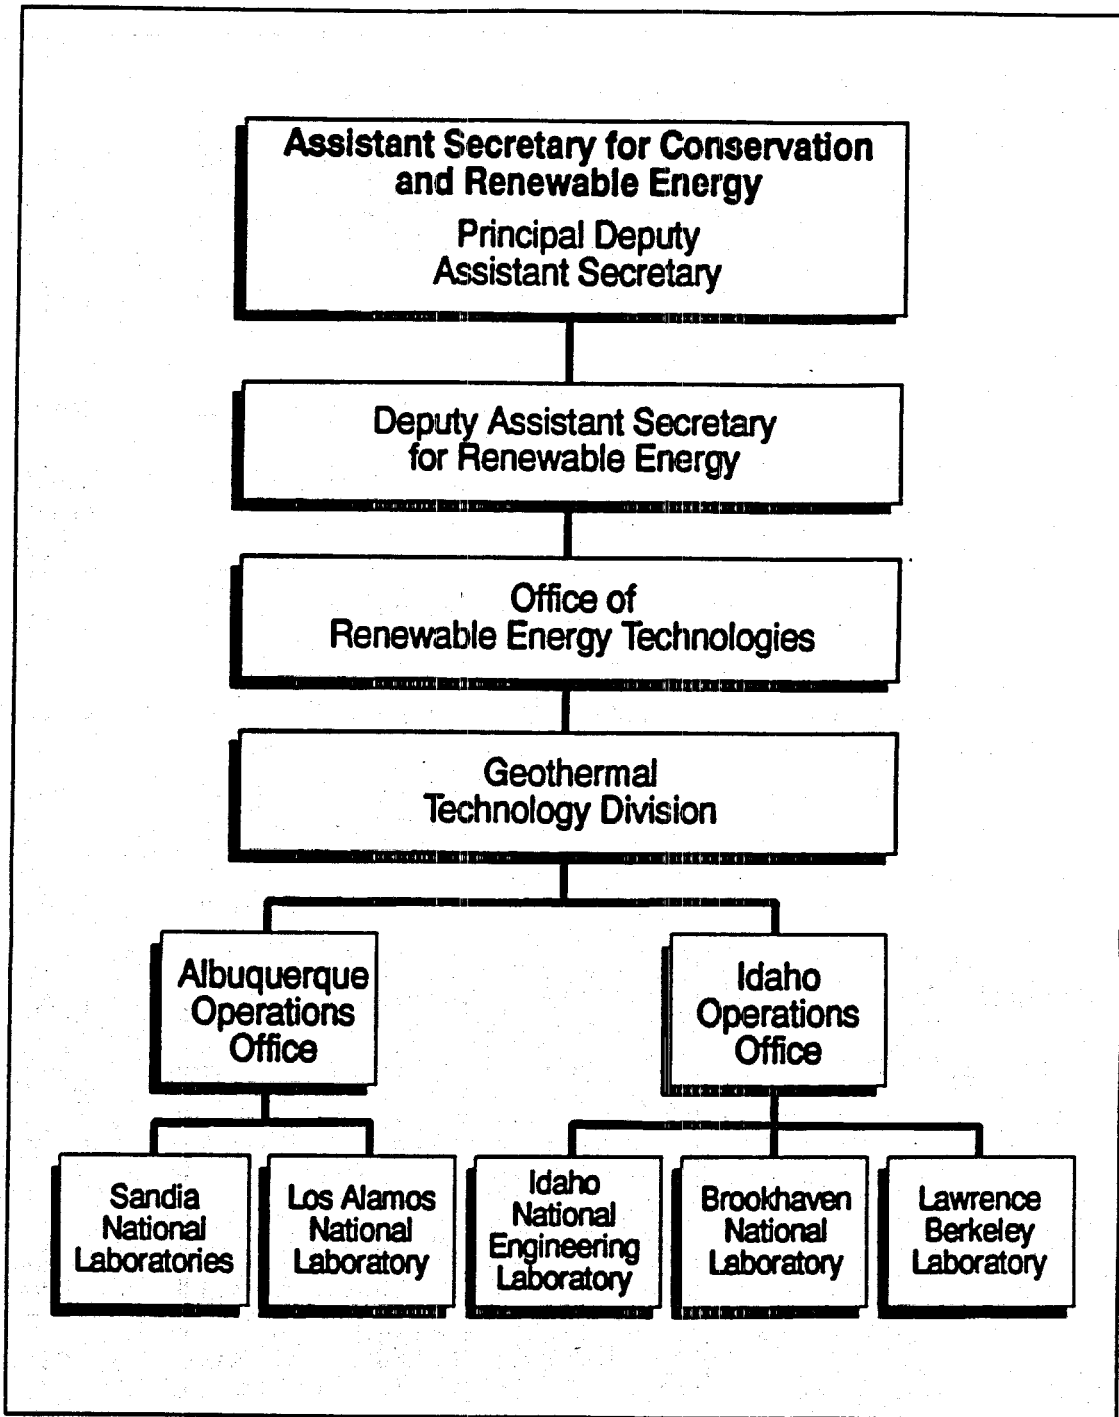 Assistant Secretary for Conservation
and Renewable Energy
Principal Deputy
Assistant Secretary
Deputy Assistant Secretary
for Renewable Energy
Office of
Renewable Energy Technologies
Geothermal
Technology Division
Albuquerque
Operations
Office
Idaho
Operations
Office
Sandia
National
Laboratories
Los Alamos
National
Laboratory
Idaho
National
Engineering
Laboratory
Brookhaven
National
Laboratory
Lawrence
Berkeley
Laboratory